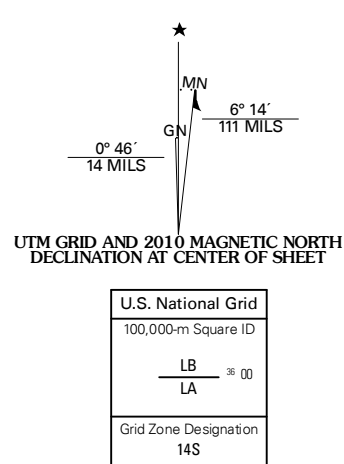 ★
MN
GN
6° 14´
111 MILS
0° 46´
14 MILS
UTM GRID AND 2010 MAGNETIC NORTH
DECLINATION AT CENTER OF SHEET
U.S. National Grid
100,000-m Square ID
LB
36 00
LA
Grid Zone Designation
14S